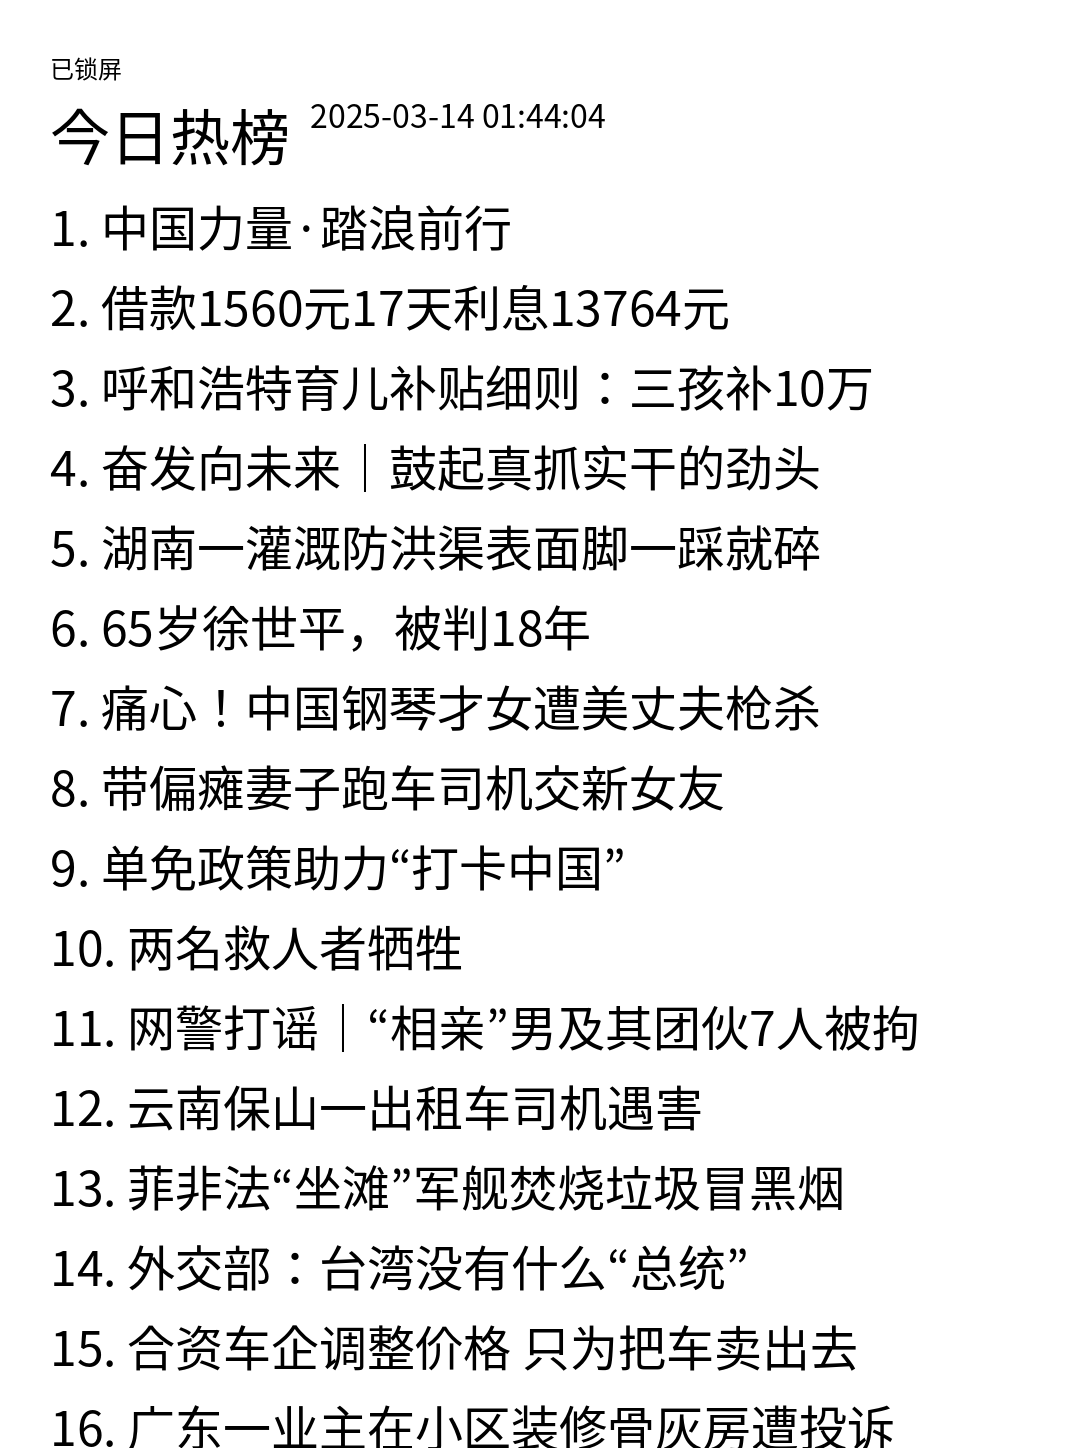 已锁屏
今日热榜 2025-03-14 01:44:04
1. 中国力量·踏浪前行
2. 借款1560元17天利息13764元
3. 呼和浩特育儿补贴细则：三孩补10万
4. 奋发向未来｜鼓起真抓实干的劲头
5. 湖南一灌溉防洪渠表面脚一踩就碎
6. 65岁徐世平，被判18年
7. 痛心！中国钢琴才女遭美丈夫枪杀
8. 带偏瘫妻子跑车司机交新女友
9. 单免政策助力“打卡中国”
10. 两名救人者牺牲
11. 网警打谣｜“相亲”男及其团伙7人被拘
12. 云南保山一出租车司机遇害
13. 菲非法“坐滩”军舰焚烧垃圾冒黑烟
14. 外交部：台湾没有什么“总统”
15. 合资车企调整价格 只为把车卖出去
16. 广东一业主在小区装修骨灰房遭投诉